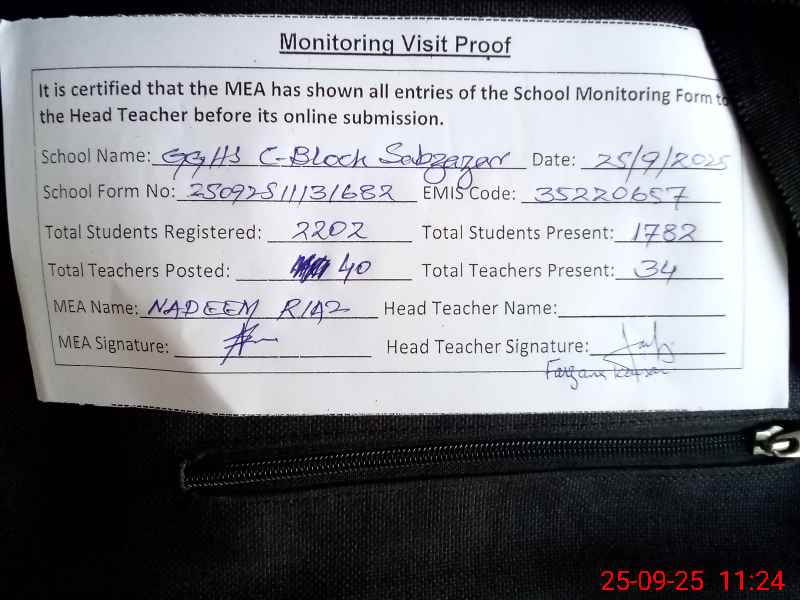 Monitoring Visit Proof
It is certified that the MEA has shown all entries of the School Monitoring Form to
the Head Teacher before its online submission.
School Name: GGHS C-Block Sabzazar Date: 25/9/2025
School Form No: 25092511131682 EMIS Code: 35220657
Total Students Registered: 2202 Total Students Present: 1782
Total Teachers Posted: 40 Total Teachers Present: 34
MEA Name: NADEEM RIAZ Head Teacher Name:
MEA Signature: Head Teacher Signature:
25-09-25 11:24